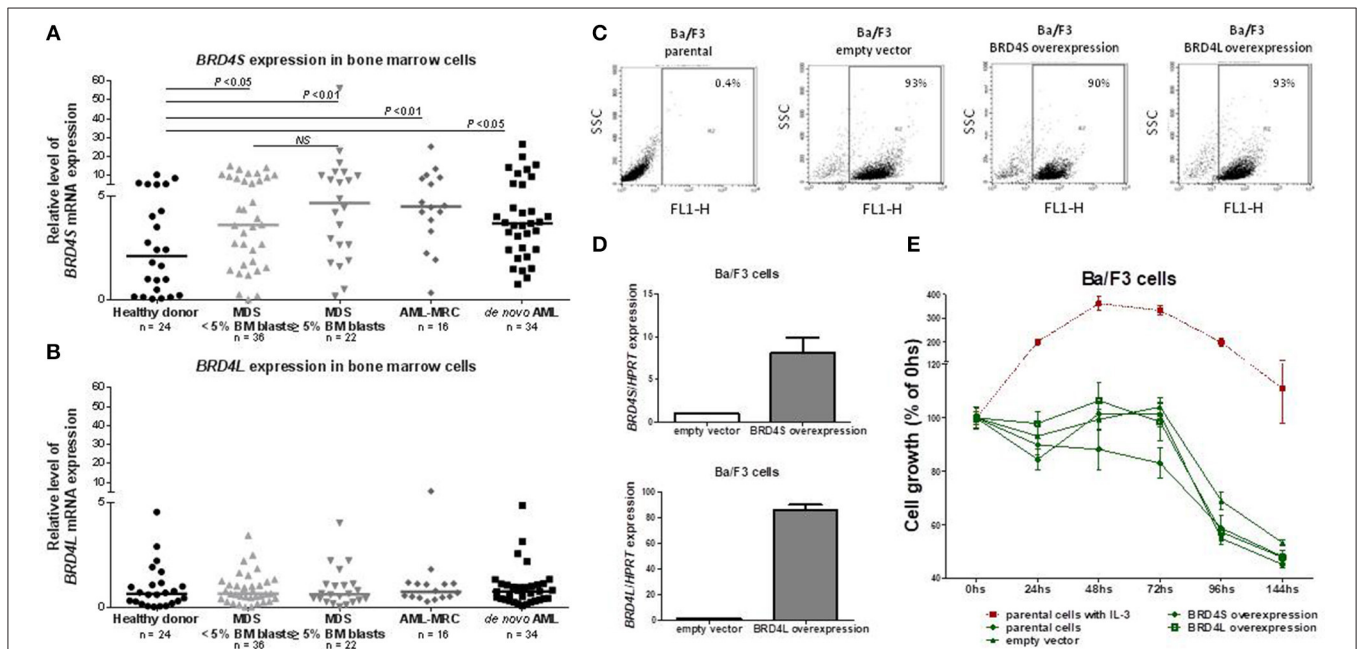 A
BRD4S expression in bone marrow cells
Relative level of
BRD4S mRNA expression
60
50
40
30
20
10
5
0
P <0.05
P <0.01
P <0.01
P <0.05
NS
Healthy donor
n = 24
MDS
< 5% BM blasts
n = 36
MDS
≥ 5% BM blasts
n = 22
AML-MRC
n = 16
de novo AML
n = 34
B
BRD4L expression in bone marrow cells
Relative level of
BRD4L mRNA expression
60
50
40
30
20
10
5
0
Healthy donor
n = 24
MDS
< 5% BM blasts
n = 36
MDS
≥ 5% BM blasts
n = 22
AML-MRC
n = 16
de novo AML
n = 34
C
Ba/F3
parental
0.4%
SSC
FL1-H
Ba/F3
empty vector
93%
SSC
FL1-H
Ba/F3
BRD4S overexpression
90%
SSC
FL1-H
Ba/F3
BRD4L overexpression
93%
SSC
FL1-H
D
Ba/F3 cells
BRD4S/HPRT expression
15
10
5
0
empty vector
BRD4S overexpression
Ba/F3 cells
BRD4L/HPRT expression
100
80
60
40
20
0
empty vector
BRD4L overexpression
E
Ba/F3 cells
Cell growth (% of 0hs)
400
300
200
120
100
80
60
40
0hs
24hs
48hs
72hs
96hs
144hs
parental cells with IL-3
parental cells
empty vector
BRD4S overexpression
BRD4L overexpression